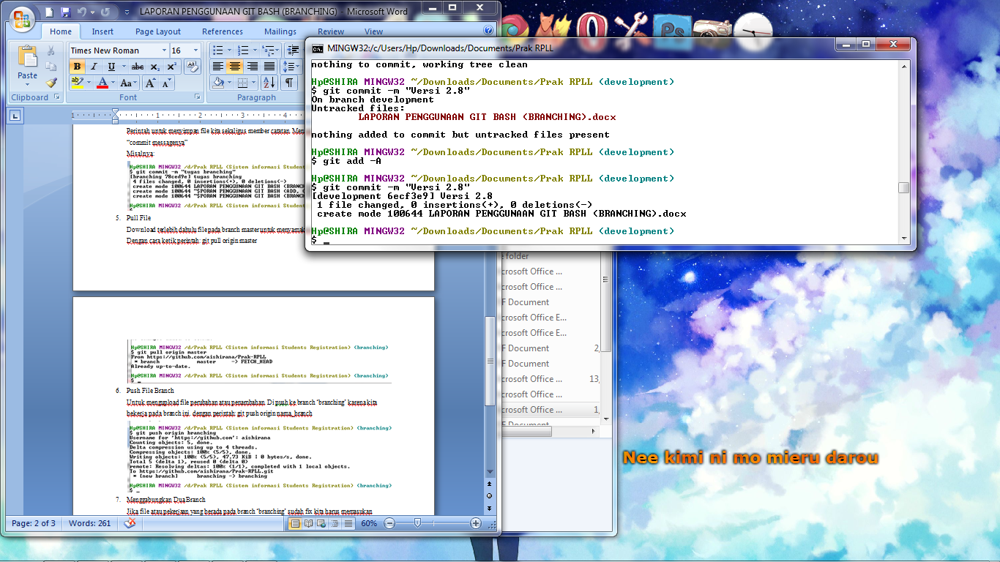 LAPORAN PENGGUNAAN GIT BASH (BRANCHING) - Microsoft Word
Home Insert Page Layout References Mailings Review View
Times New Roman 16
Paste
Clipboard Font Paragraph
Perintah untuk menyimpan file kita sekaligus member catatan.
“commit messagenya”
Misalnya:
Hp@SHIRA MINGW32 /d/Prak RPLL (Sistem informasi Students Regis
$ git commit -m "tugas branching"
[branching 78ced9e] tugas branching
4 files changed, 0 insertions(+), 0 deletions(-)
create mode 100644 LAPORAN PENGGUNAAN GIT BASH (BRANC
create mode 100644 ~$PORAN PENGGUNAAN GIT BASH (ADD, C
create mode 100644 ~$PORAN PENGGUNAAN GIT BASH (BRANC
Hp@SHIRA MINGW32 /d/Prak RPLL (Sistem informasi Students Regis
5. Pull File
Download terlebih dahulu file pada branch master untuk
Dengan cara ketik perintah: git pull origin master
Hp@SHIRA MINGW32 /d/Prak RPLL (Sistem informasi Students Registration) (branching)
$ git pull origin master
From https://github.com/aishirana/Prak-RPLL
* branch master -> FETCH_HEAD
Already up-to-date.
Hp@SHIRA MINGW32 /d/Prak RPLL (Sistem informasi Students Registration) (branching)
$
6. Push File Branch
Untuk mengupload file perubahan atau penambahan. Di push ke branch ‘branching’ karena kita
bekerja pada branch ini. dengan perintah: git push origin nama_branch
Hp@SHIRA MINGW32 /d/Prak RPLL (Sistem informasi Students Registration) (branching)
$ git push origin branching
Username for 'https://github.com': aishirana
Counting objects: 5, done.
Delta compression using up to 4 threads.
Compressing objects: 100% (5/5), done.
Writing objects: 100% (5/5), 47.73 KiB | 0 bytes/s, done.
Total 5 (delta 1), reused 0 (delta 0)
remote: Resolving deltas: 100% (1/1), completed with 1 local objects.
To https://github.com/aishirana/Prak-RPLL.git
* [new branch] branching -> branching
Hp@SHIRA MINGW32 /d/Prak RPLL (Sistem informasi Students Registration) (branching)
$
7. Menggabungkan Dua Branch
Jika file atau pekerjaan yang berada pada branch ‘branching’ sudah fix kita harus memasukan
Page: 2 of 3 Words: 261 60%
MINGW32:/c/Users/Hp/Downloads/Documents/Prak RPLL
nothing to commit, working tree clean
Hp@SHIRA MINGW32 ~/Downloads/Documents/Prak RPLL (development)
$ git commit -m "Versi 2.8"
On branch development
Untracked files:
LAPORAN PENGGUNAAN GIT BASH (BRANCHING).docx
nothing added to commit but untracked files present
Hp@SHIRA MINGW32 ~/Downloads/Documents/Prak RPLL (development)
$ git add -A
Hp@SHIRA MINGW32 ~/Downloads/Documents/Prak RPLL (development)
$ git commit -m "Versi 2.8"
[development 6ecf3e9] Versi 2.8
1 file changed, 0 insertions(+), 0 deletions(-)
create mode 100644 LAPORAN PENGGUNAAN GIT BASH (BRANCHING).docx
Hp@SHIRA MINGW32 ~/Downloads/Documents/Prak RPLL (development)
$
e folder
crosoft Office ...
crosoft Office ...
F Document
crosoft Office E...
crosoft Office E...
F Document 2,
F Document
crosoft Office ... 13,
crosoft Office ...
crosoft Office ... 1,
F Document
Ps
Nee kimi ni mo mieru darou